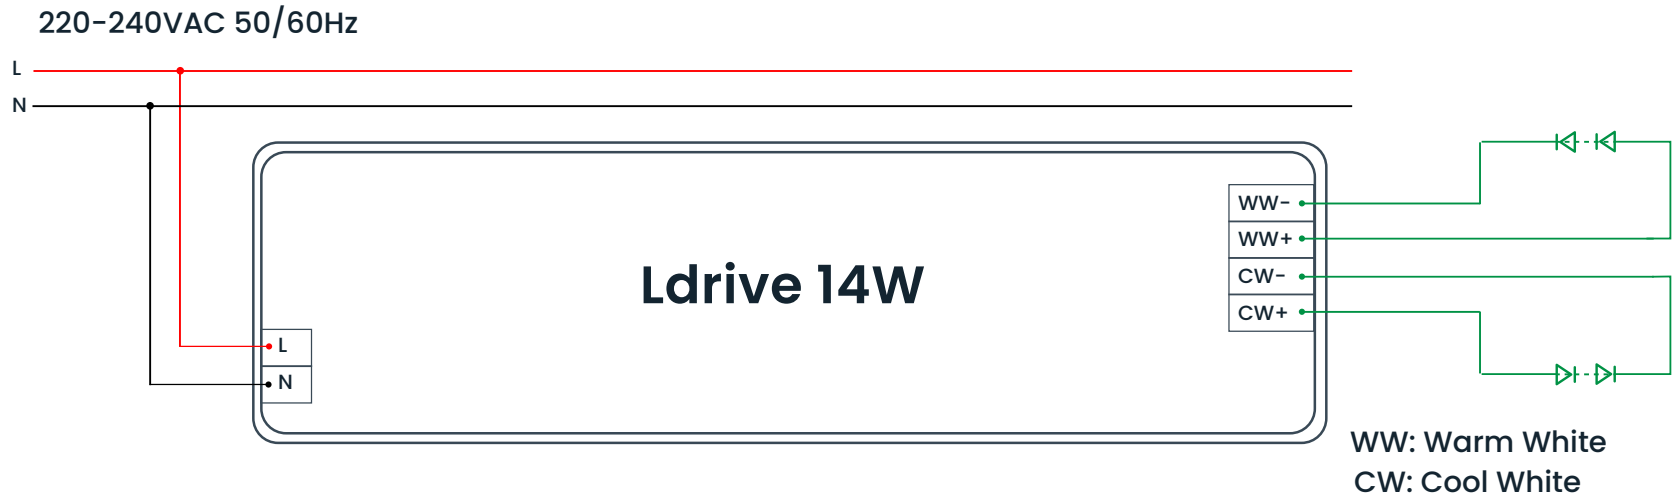 220-240VAC 50/60Hz
L
N
WW-
WW+
CW-
CW+
Ldrive 14W
L
N
WW: Warm White
CW: Cool White